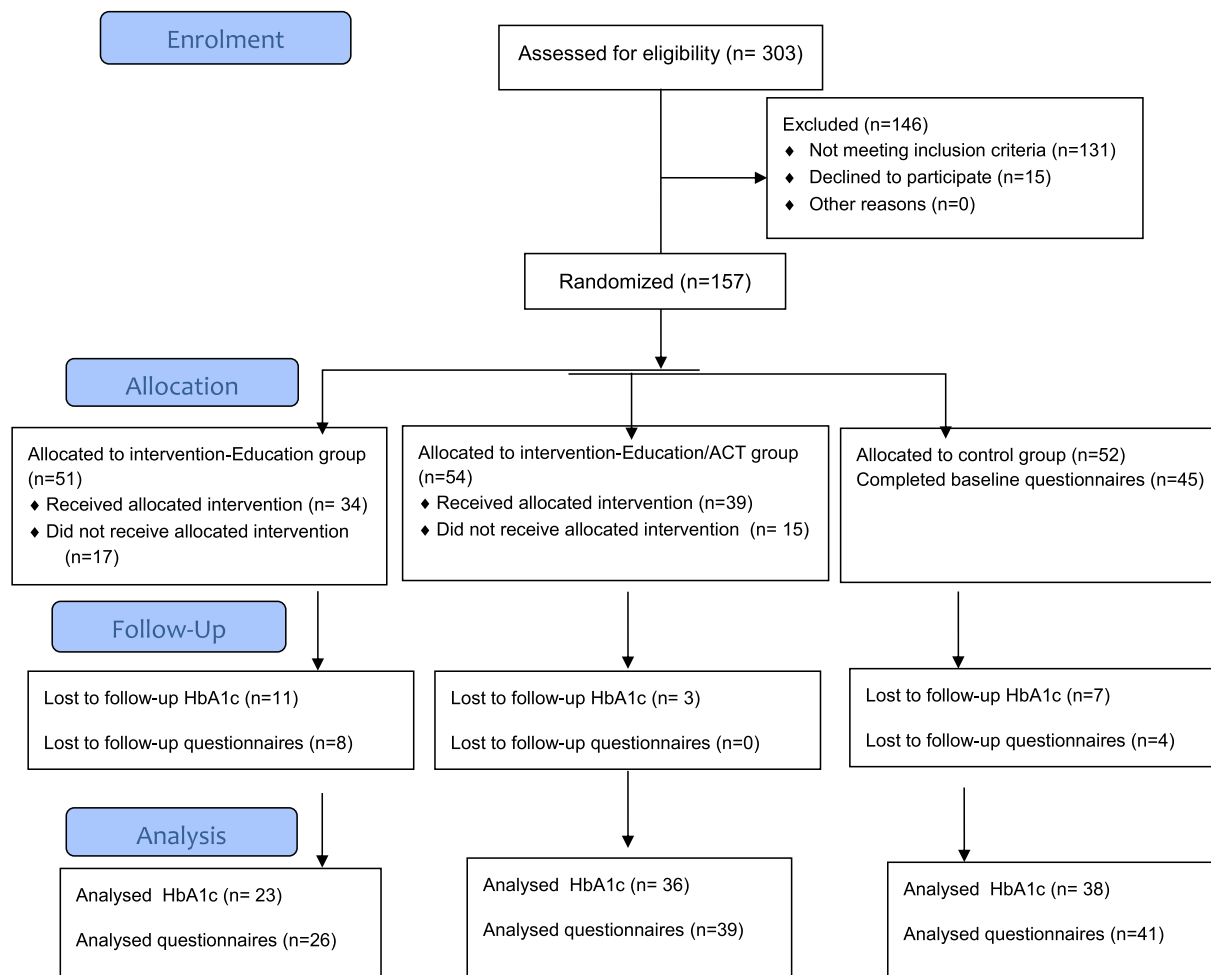 Enrolment
Assessed for eligibility (n= 303)
Excluded (n=146)
♦ Not meeting inclusion criteria (n=131)
♦ Declined to participate (n=15)
♦ Other reasons (n=0)
Randomized (n=157)
Allocation
Allocated to intervention-Education group
(n=51)
♦ Received allocated intervention (n= 34)
♦ Did not receive allocated intervention
(n=17)
Allocated to intervention-Education/ACT group
(n=54)
♦ Received allocated intervention (n=39)
♦ Did not receive allocated intervention (n= 15)
Allocated to control group (n=52)
Completed baseline questionnaires (n=45)
Follow-Up
Lost to follow-up HbA1c (n=11)
Lost to follow-up questionnaires (n=8)
Lost to follow-up HbA1c (n= 3)
Lost to follow-up questionnaires (n=0)
Lost to follow-up HbA1c (n=7)
Lost to follow-up questionnaires (n=4)
Analysis
Analysed HbA1c (n= 23)
Analysed questionnaires (n=26)
Analysed HbA1c (n= 36)
Analysed questionnaires (n=39)
Analysed HbA1c (n= 38)
Analysed questionnaires (n=41)